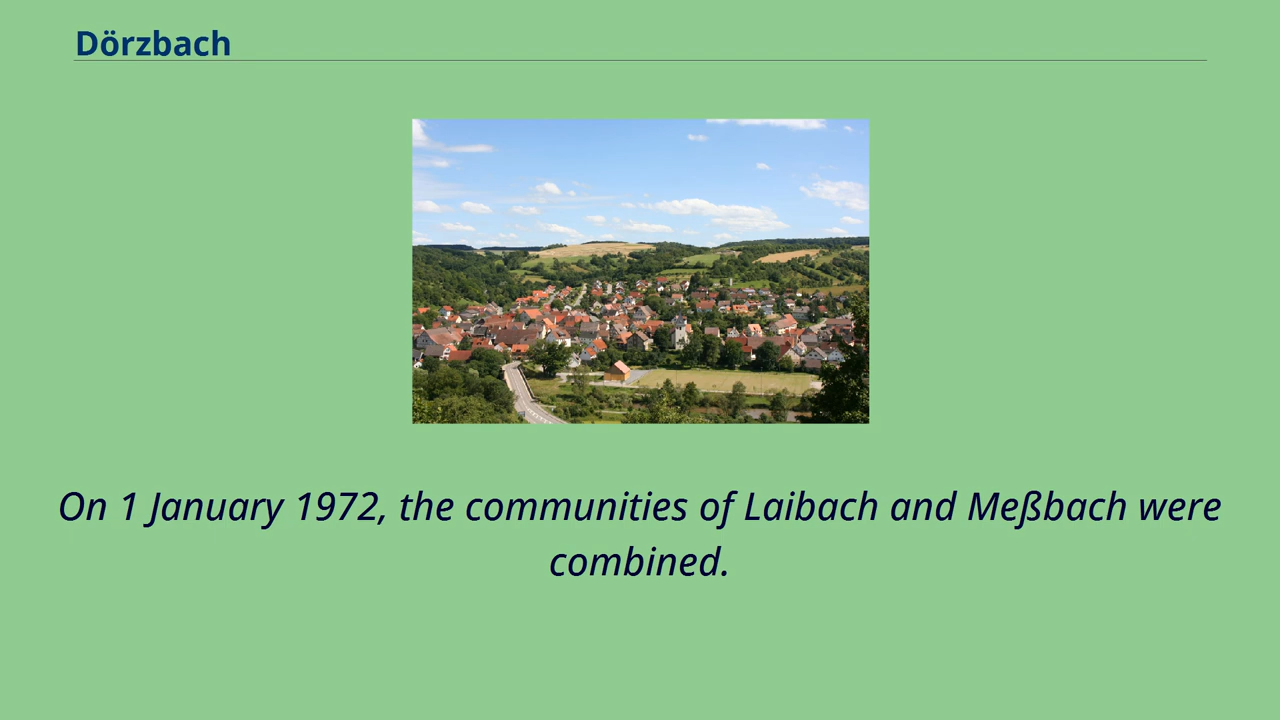 Dörzbach
On 1 January 1972, the communities of Laibach and Meßbach were
combined.